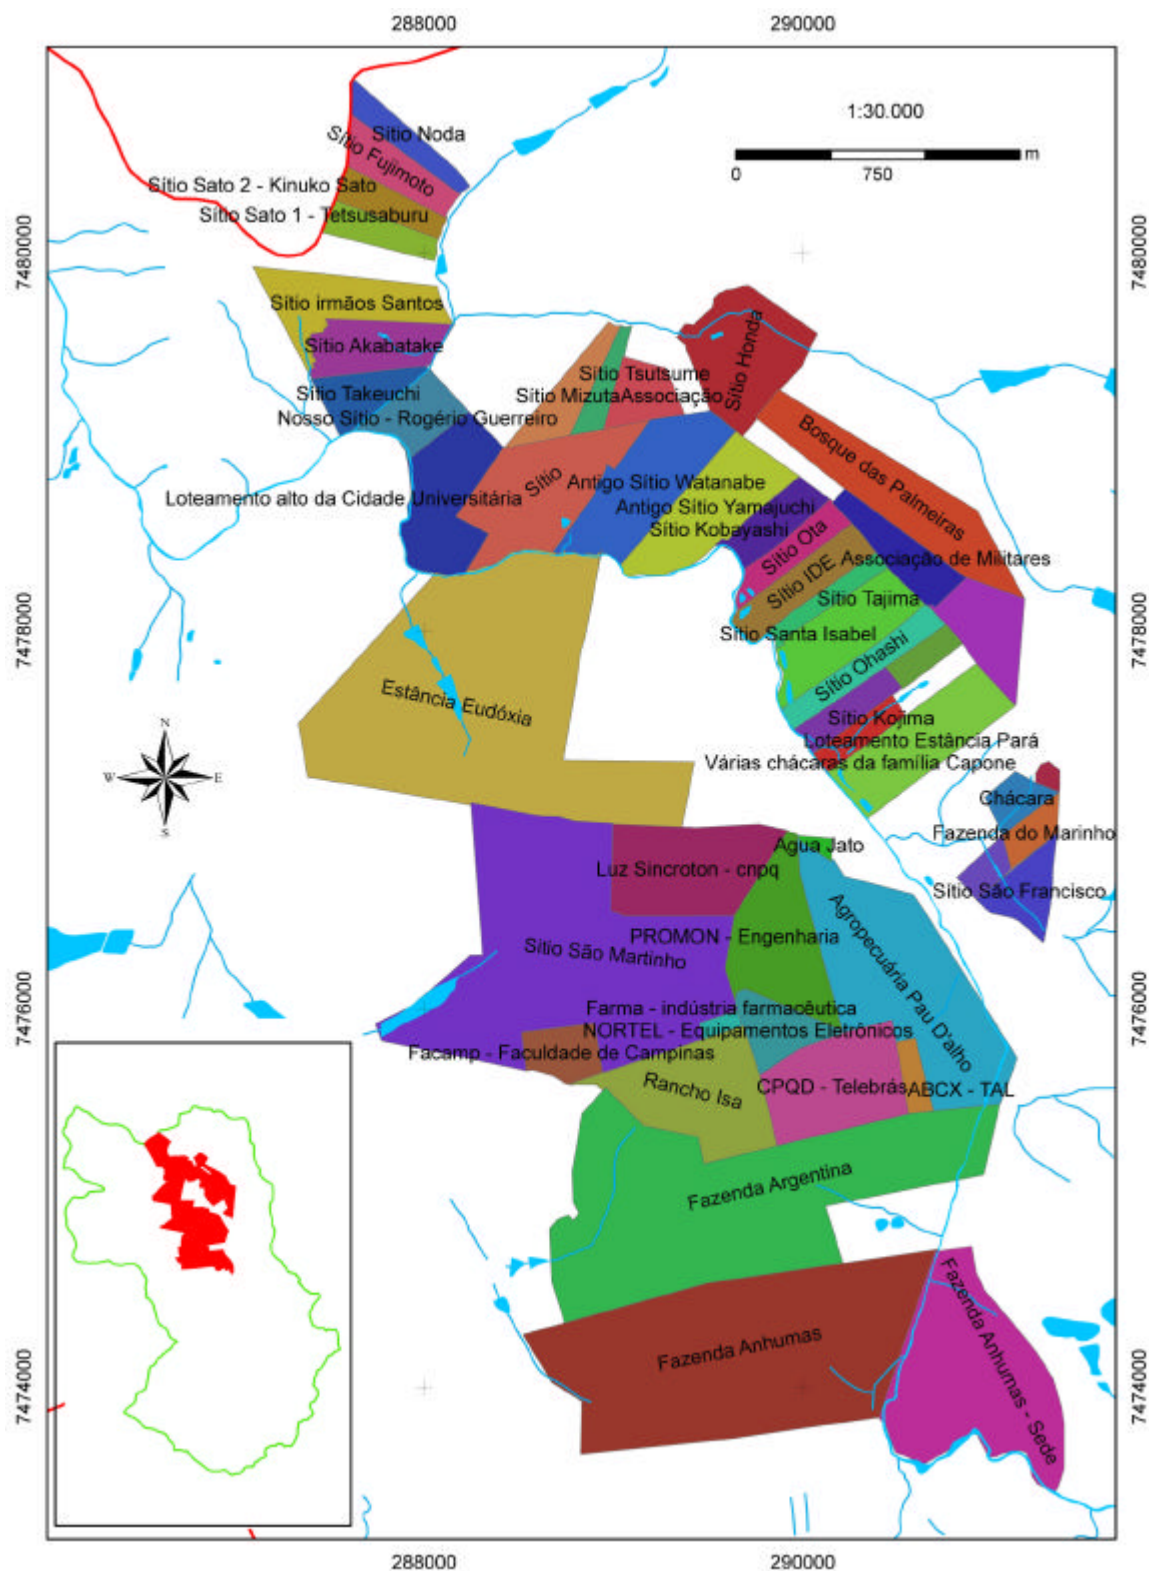 288000
290000
1:30.000
m
0
750
Sítio Noda
Sítio Fujimoto
Sítio Sato 2 - Kinuko Sato
Sítio Sato 1 - Tetsusaburu
7480000
7480000
Sítio irmãos Santos
Sítio Akabatake
Sítio Honda
Sítio Tsutsume
Sítio Takeuchi
Sítio Mizuta
Associação
Nosso Sítio - Rogério Guerreiro
Bosque das Palmeiras
Loteamento alto da Cidade Universitária
Sítio
Antigo Sítio Watanabe
Antigo Sítio Yamajuchi
Sítio Kobayashi
Sítio Ota
Associação de Militares
Sítio IDE
Sítio Tajima
7478000
7478000
Sítio Santa Isabel
Sítio Ohashi
Estância Eudóxia
Sítio Kojima
Loteamento Estância Pará
Várias chácaras da família Capone
N
W
E
S
Chácara
Fazenda do Marinho
Agua Jato
Luz Sincroton - cnpq
Sítio São Francisco
PROMON - Engenharia
Agropecuária Pau D'alho
Sítio São Martinho
7476000
7476000
Farma - indústria farmacêutica
NORTEL - Equipamentos Eletrônicos
Facamp - Faculdade de Campinas
Rancho Isa
CPQD - Telebrás
ABCX - TAL
Fazenda Argentina
Fazenda Anhumas
Fazenda Anhumas - Sede
7474000
7474000
288000
290000